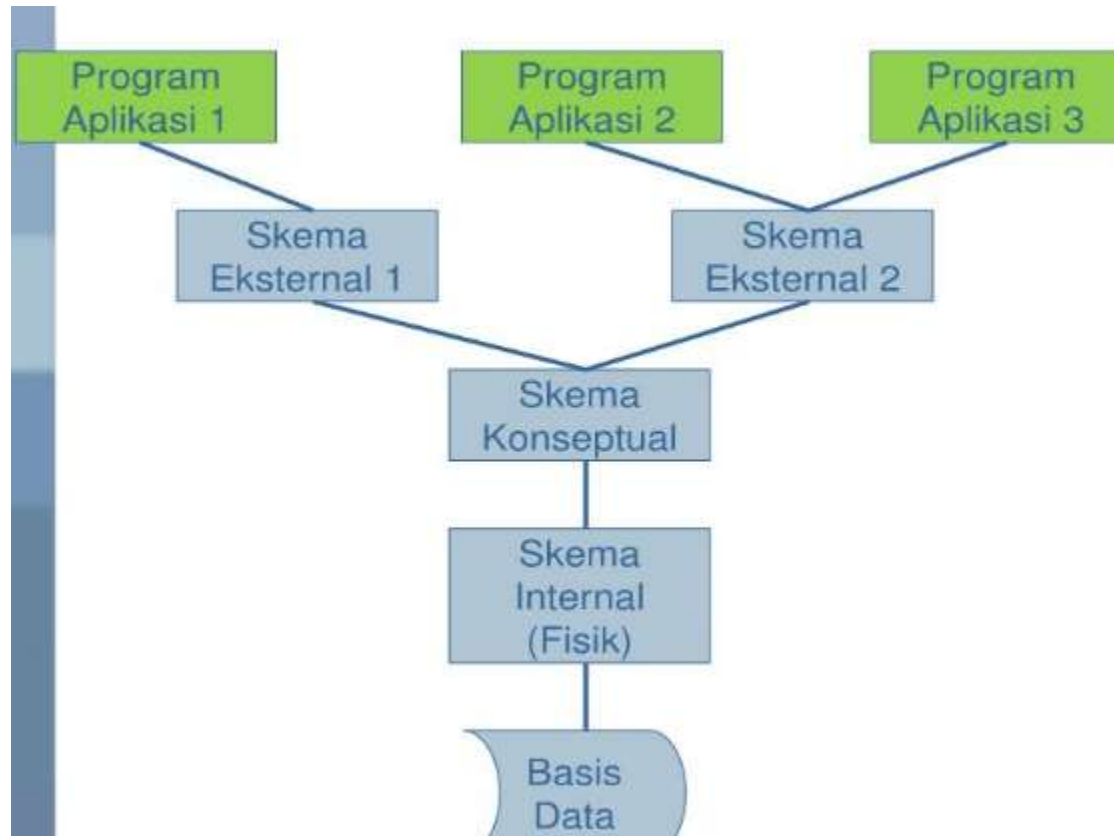 Program
Aplikasi 1
Program
Aplikasi 2
Program
Aplikasi 3
Skema
Eksternal 1
Skema
Eksternal 2
Skema
Konseptual
Skema
Internal
(Fisik)
Basis
Data